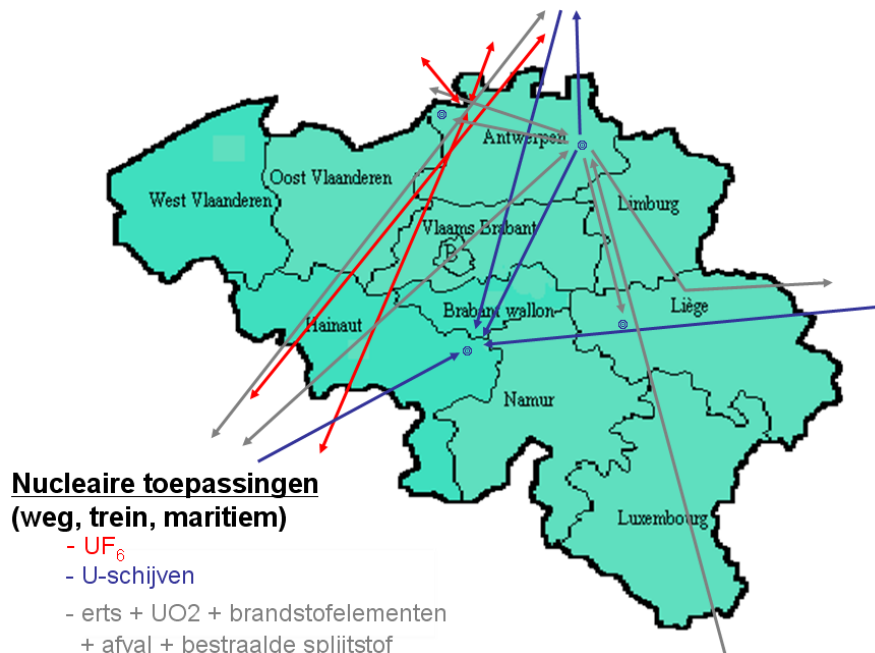 Antwerpen
Oost Vlaanderen
West Vlaanderen
Limburg
Vlaams Brabant
B
Liège
Brabant wallon
Hainaut
Namur
Luxembourg
Nucleaire toepassingen
(weg, trein, maritiem)
- UF6
- U-schijven
- erts + UO2 + brandstofelementen
+ afval + bestraalde splijtstof